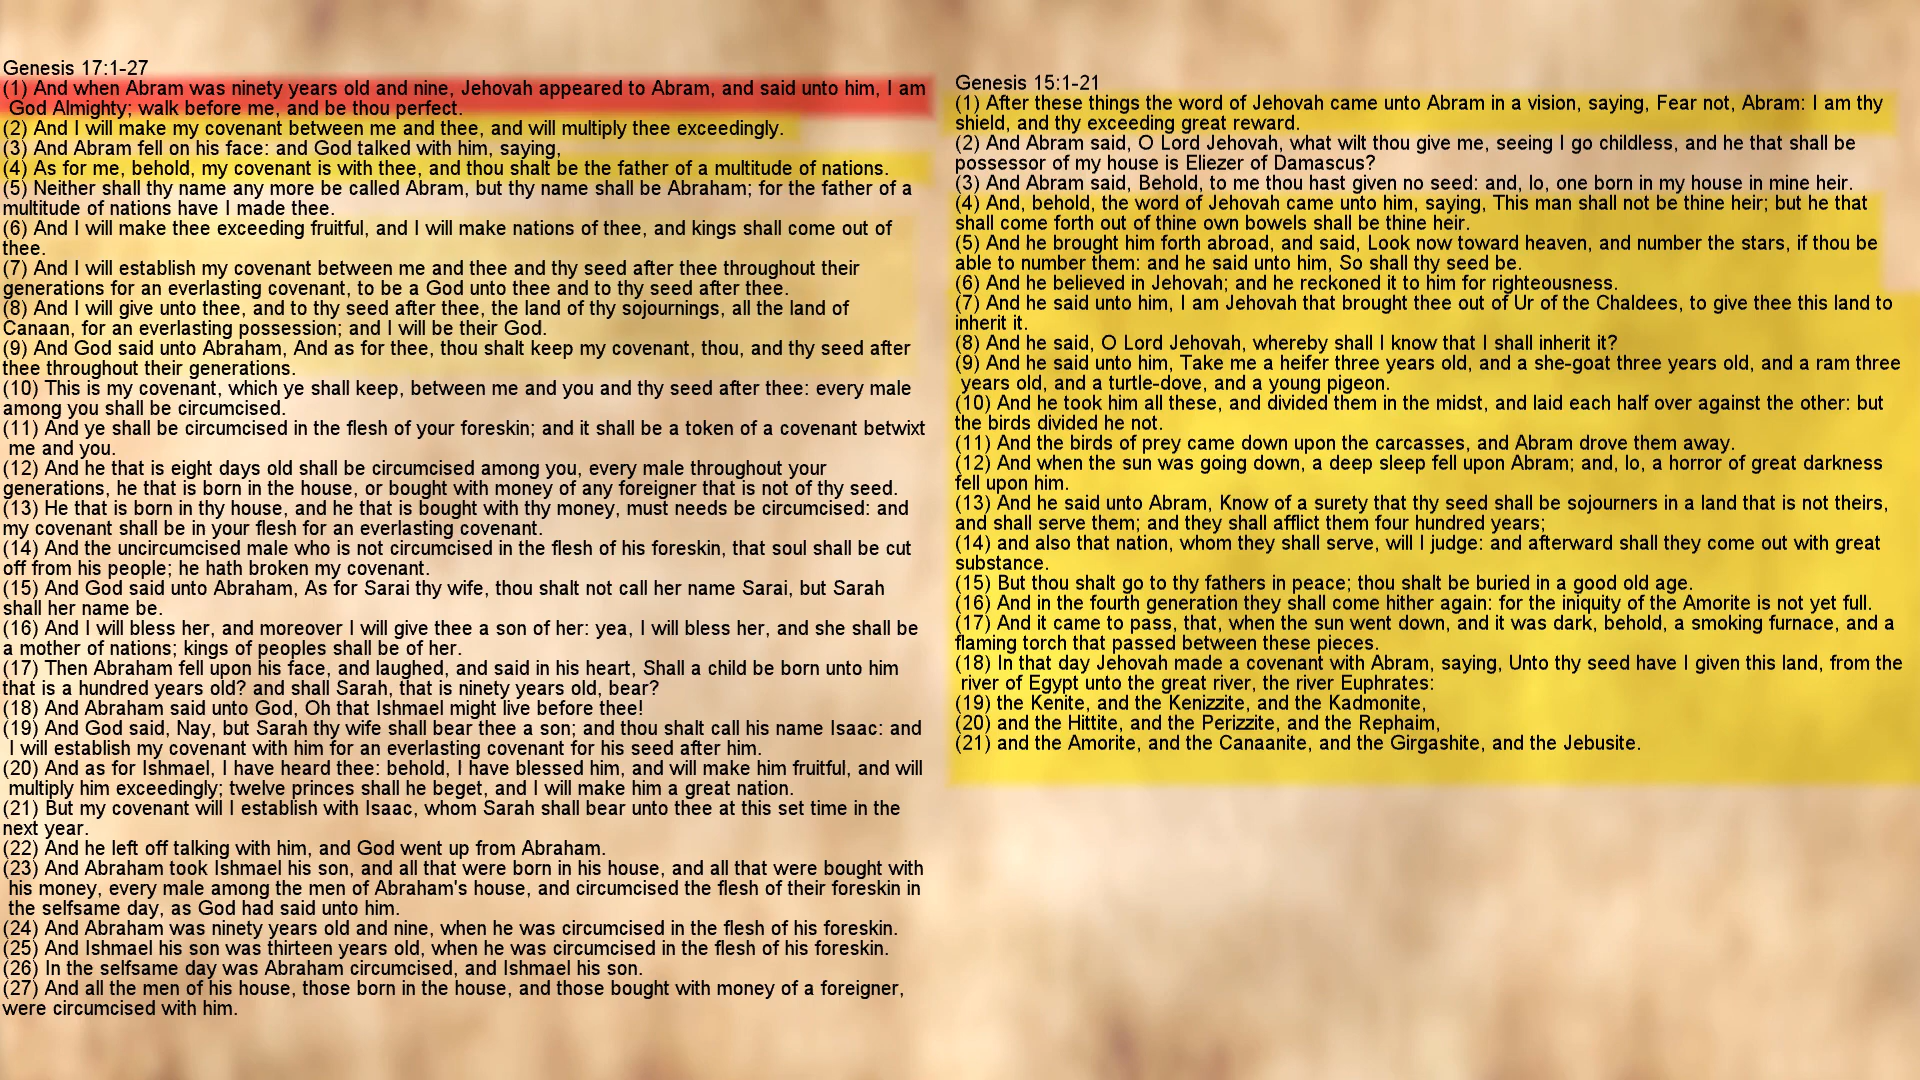 Genesis 17:1-27
(1) And when Abram was ninety years old and nine, Jehovah appeared to Abram, and said unto him, I am
God Almighty; walk before me, and be thou perfect.
(2) And I will make my covenant between me and thee, and will multiply thee exceedingly.
(3) And Abram fell on his face: and God talked with him, saying,
(4) As for me, behold, my covenant is with thee, and thou shalt be the father of a multitude of nations.
(5) Neither shall thy name any more be called Abram, but thy name shall be Abraham; for the father of a
multitude of nations have I made thee.
(6) And I will make thee exceeding fruitful, and I will make nations of thee, and kings shall come out of
thee.
(7) And I will establish my covenant between me and thee and thy seed after thee throughout their
generations for an everlasting covenant, to be a God unto thee and to thy seed after thee.
(8) And I will give unto thee, and to thy seed after thee, the land of thy sojournings, all the land of
Canaan, for an everlasting possession; and I will be their God.
(9) And God said unto Abraham, And as for thee, thou shalt keep my covenant, thou, and thy seed after
thee throughout their generations.
(10) This is my covenant, which ye shall keep, between me and you and thy seed after thee: every male
among you shall be circumcised.
(11) And ye shall be circumcised in the flesh of your foreskin; and it shall be a token of a covenant betwixt
me and you.
(12) And he that is eight days old shall be circumcised among you, every male throughout your
generations, he that is born in the house, or bought with money of any foreigner that is not of thy seed.
(13) He that is born in thy house, and he that is bought with thy money, must needs be circumcised: and
my covenant shall be in your flesh for an everlasting covenant.
(14) And the uncircumcised male who is not circumcised in the flesh of his foreskin, that soul shall be cut
off from his people; he hath broken my covenant.
(15) And God said unto Abraham, As for Sarai thy wife, thou shalt not call her name Sarai, but Sarah
shall her name be.
(16) And I will bless her, and moreover I will give thee a son of her: yea, I will bless her, and she shall be
a mother of nations; kings of peoples shall be of her.
(17) Then Abraham fell upon his face, and laughed, and said in his heart, Shall a child be born unto him
that is a hundred years old? and shall Sarah, that is ninety years old, bear?
(18) And Abraham said unto God, Oh that Ishmael might live before thee!
(19) And God said, Nay, but Sarah thy wife shall bear thee a son; and thou shalt call his name Isaac: and
I will establish my covenant with him for an everlasting covenant for his seed after him.
(20) And as for Ishmael, I have heard thee: behold, I have blessed him, and will make him fruitful, and will
multiply him exceedingly; twelve princes shall he beget, and I will make him a great nation.
(21) But my covenant will I establish with Isaac, whom Sarah shall bear unto thee at this set time in the
next year.
(22) And he left off talking with him, and God went up from Abraham.
(23) And Abraham took Ishmael his son, and all that were born in his house, and all that were bought with
his money, every male among the men of Abraham's house, and circumcised the flesh of their foreskin in
the selfsame day, as God had said unto him.
(24) And Abraham was ninety years old and nine, when he was circumcised in the flesh of his foreskin.
(25) And Ishmael his son was thirteen years old, when he was circumcised in the flesh of his foreskin.
(26) In the selfsame day was Abraham circumcised, and Ishmael his son.
(27) And all the men of his house, those born in the house, and those bought with money of a foreigner,
were circumcised with him.
Genesis 15:1-21
(1) After these things the word of Jehovah came unto Abram in a vision, saying, Fear not, Abram: I am thy
shield, and thy exceeding great reward.
(2) And Abram said, O Lord Jehovah, what wilt thou give me, seeing I go childless, and he that shall be
possessor of my house is Eliezer of Damascus?
(3) And Abram said, Behold, to me thou hast given no seed: and, lo, one born in my house in mine heir.
(4) And, behold, the word of Jehovah came unto him, saying, This man shall not be thine heir; but he that
shall come forth out of thine own bowels shall be thine heir.
(5) And he brought him forth abroad, and said, Look now toward heaven, and number the stars, if thou be
able to number them: and he said unto him, So shall thy seed be.
(6) And he believed in Jehovah; and he reckoned it to him for righteousness.
(7) And he said unto him, I am Jehovah that brought thee out of Ur of the Chaldees, to give thee this land to
inherit it.
(8) And he said, O Lord Jehovah, whereby shall I know that I shall inherit it?
(9) And he said unto him, Take me a heifer three years old, and a she-goat three years old, and a ram three
years old, and a turtle-dove, and a young pigeon.
(10) And he took him all these, and divided them in the midst, and laid each half over against the other: but
the birds divided he not.
(11) And the birds of prey came down upon the carcasses, and Abram drove them away.
(12) And when the sun was going down, a deep sleep fell upon Abram; and, lo, a horror of great darkness
fell upon him.
(13) And he said unto Abram, Know of a surety that thy seed shall be sojourners in a land that is not theirs,
and shall serve them; and they shall afflict them four hundred years;
(14) and also that nation, whom they shall serve, will I judge: and afterward shall they come out with great
substance.
(15) But thou shalt go to thy fathers in peace; thou shalt be buried in a good old age.
(16) And in the fourth generation they shall come hither again: for the iniquity of the Amorite is not yet full.
(17) And it came to pass, that, when the sun went down, and it was dark, behold, a smoking furnace, and a
flaming torch that passed between these pieces.
(18) In that day Jehovah made a covenant with Abram, saying, Unto thy seed have I given this land, from the
river of Egypt unto the great river, the river Euphrates:
(19) the Kenite, and the Kenizzite, and the Kadmonite,
(20) and the Hittite, and the Perizzite, and the Rephaim,
(21) and the Amorite, and the Canaanite, and the Girgashite, and the Jebusite.